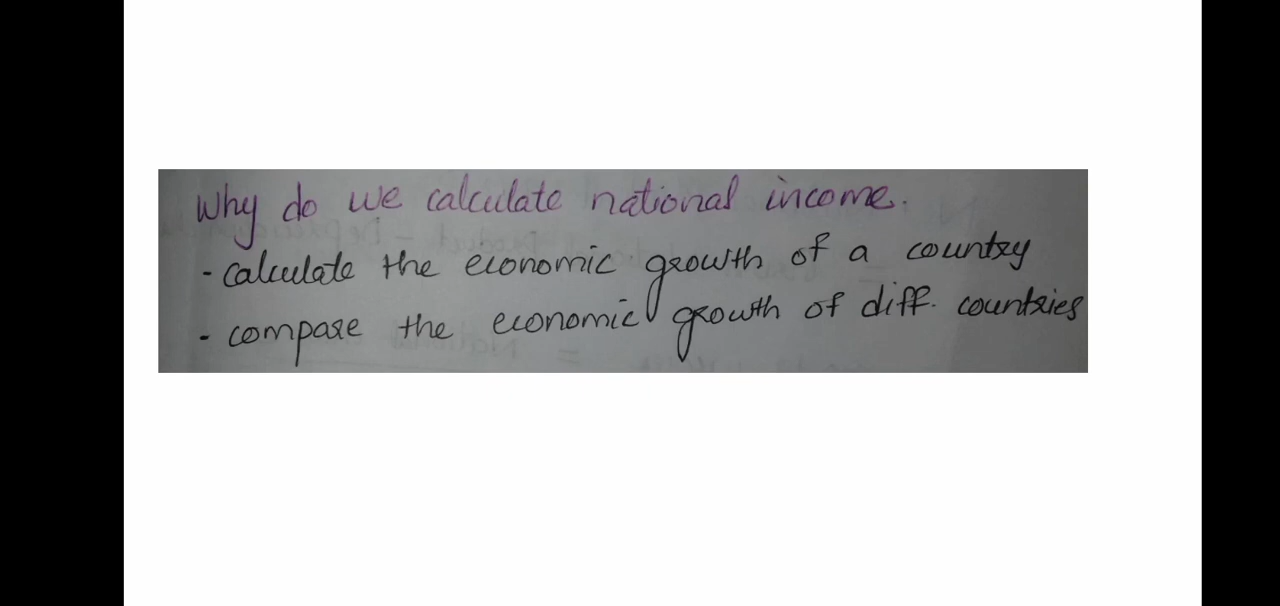 Why do we calculate national income.
- calculate the economic growth of a country
- compare the economic growth of diff. countries